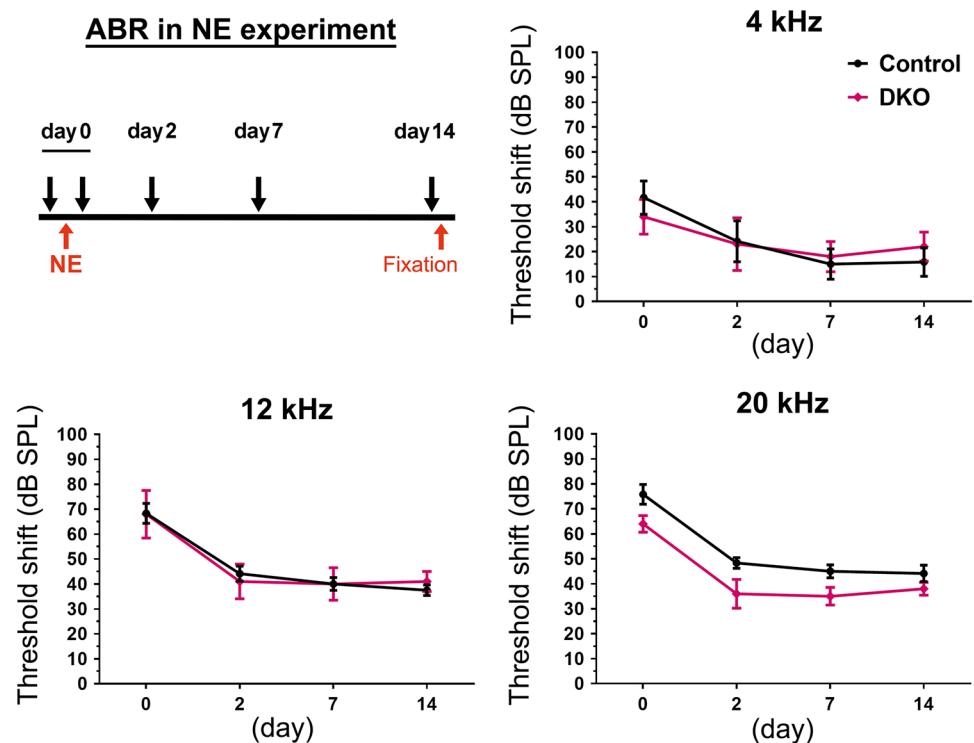 ABR in NE experiment
day 0 day 2 day 7 day 14
NE
Fixation
4 kHz
Control
DKO
Threshold shift (dB SPL)
100
90
80
70
60
50
40
30
20
10
0
0 2 7 14
(day)
12 kHz
Threshold shift (dB SPL)
100
90
80
70
60
50
40
30
20
10
0
0 2 7 14
(day)
20 kHz
Threshold shift (dB SPL)
100
90
80
70
60
50
40
30
20
10
0
0 2 7 14
(day)